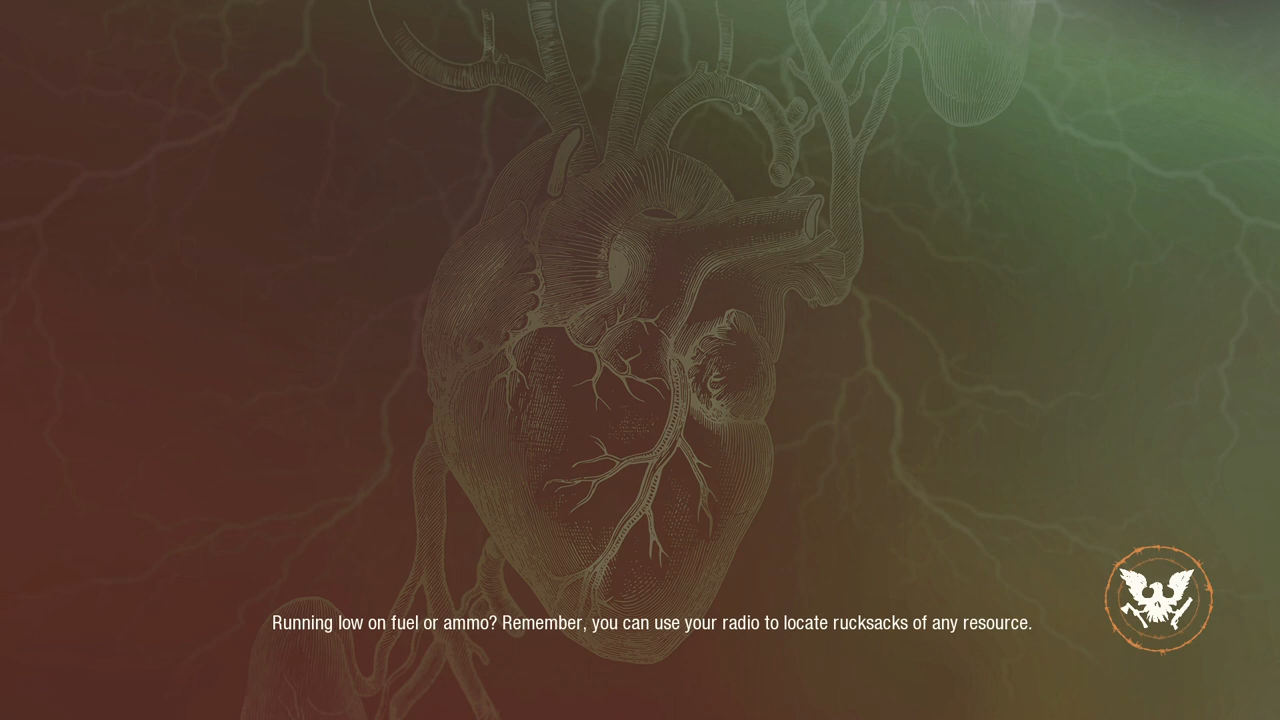 Running low on fuel or ammo? Remember, you can use your radio to locate rucksacks of any resource.